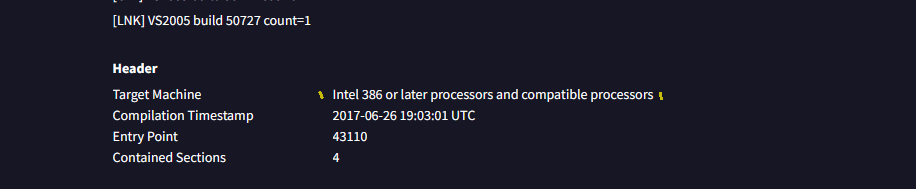 [LNK] VS2005 build 50727 count=1
Header
Target Machine Intel 386 or later processors and compatible processors
Compilation Timestamp 2017-06-26 19:03:01 UTC
Entry Point 43110
Contained Sections 4